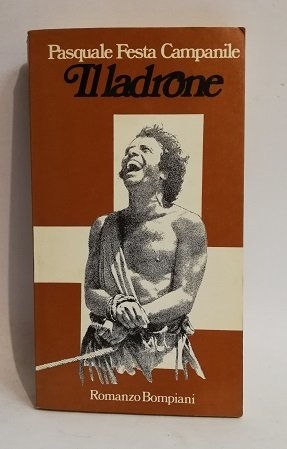 Pasquale Festa Campanile
Il ladrone
Romanzo Bompiani